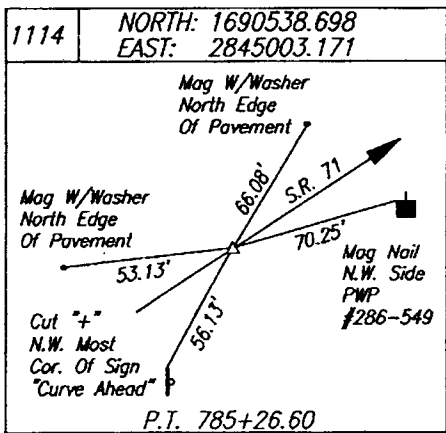 1114
NORTH: 1690538.698
EAST: 2845003.171
Mag W/Washer
North Edge
Of Pavement
66.08'
S.R. 71
Mag W/Washer
North Edge
Of Pavement
53.13'
70.25'
Mag Nail
N.W. Side
PWP
#286-549
56.13'
Cut "+"
N.W. Most
Cor. Of Sign
"Curve Ahead"
P.T. 785+26.60